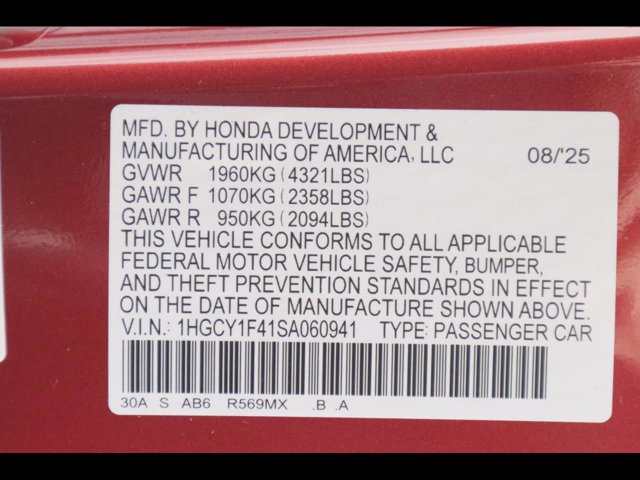 MFD. BY HONDA DEVELOPMENT &
MANUFACTURING OF AMERICA, LLC 08/'25
GVWR 1960KG (4321LBS)
GAWR F 1070KG (2358LBS)
GAWR R 950KG (2094LBS)
THIS VEHICLE CONFORMS TO ALL APPLICABLE
FEDERAL MOTOR VEHICLE SAFETY, BUMPER,
AND THEFT PREVENTION STANDARDS IN EFFECT
ON THE DATE OF MANUFACTURE SHOWN ABOVE.
V.I.N.: 1HGCY1F41SA060941 TYPE: PASSENGER CAR
30A S AB6 R569MX .B .A